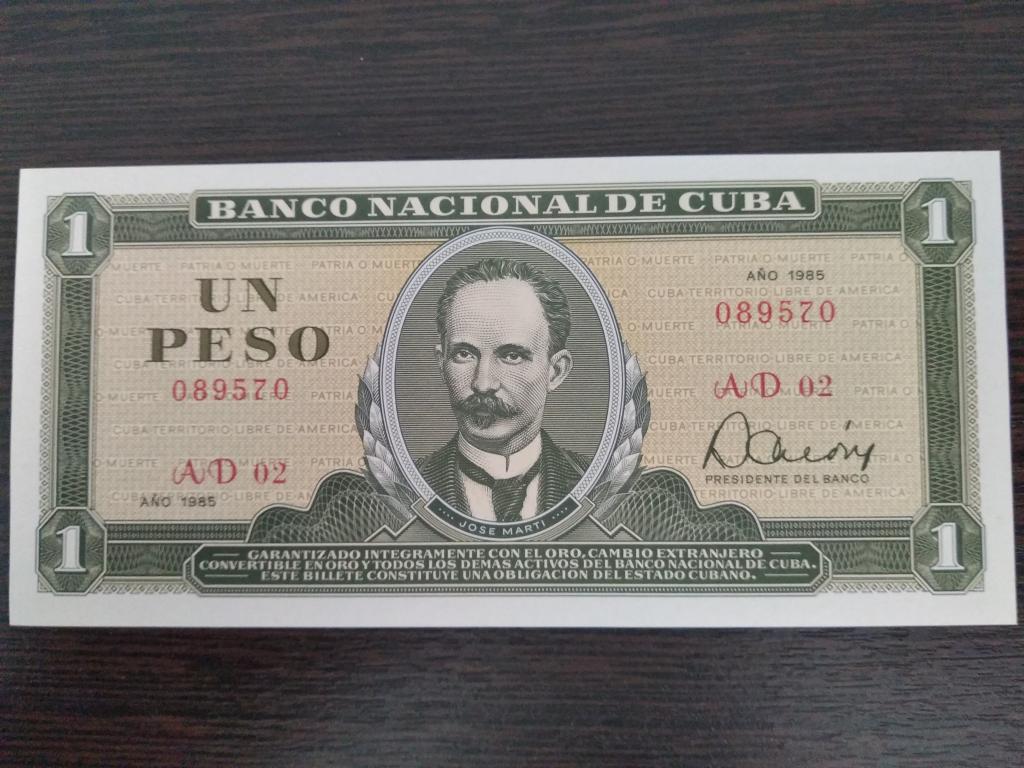 BANCO NACIONAL DE CUBA
1
1
PATRIA O MUERTE
CUBA TERRITORIO LIBRE DE AMERICA
UN
PESO
089570
AD 02
AÑO 1985
AÑO 1985
089570
AD 02
PRESIDENTE DEL BANCO
JOSE MARTI
1
1
GARANTIZADO INTEGRAMENTE CON EL ORO, CAMBIO EXTRANJERO
CONVERTIBLE EN ORO Y TODOS LOS DEMAS ACTIVOS DEL BANCO NACIONAL DE CUBA.
ESTE BILLETE CONSTITUYE UNA OBLIGACION DEL ESTADO CUBANO.